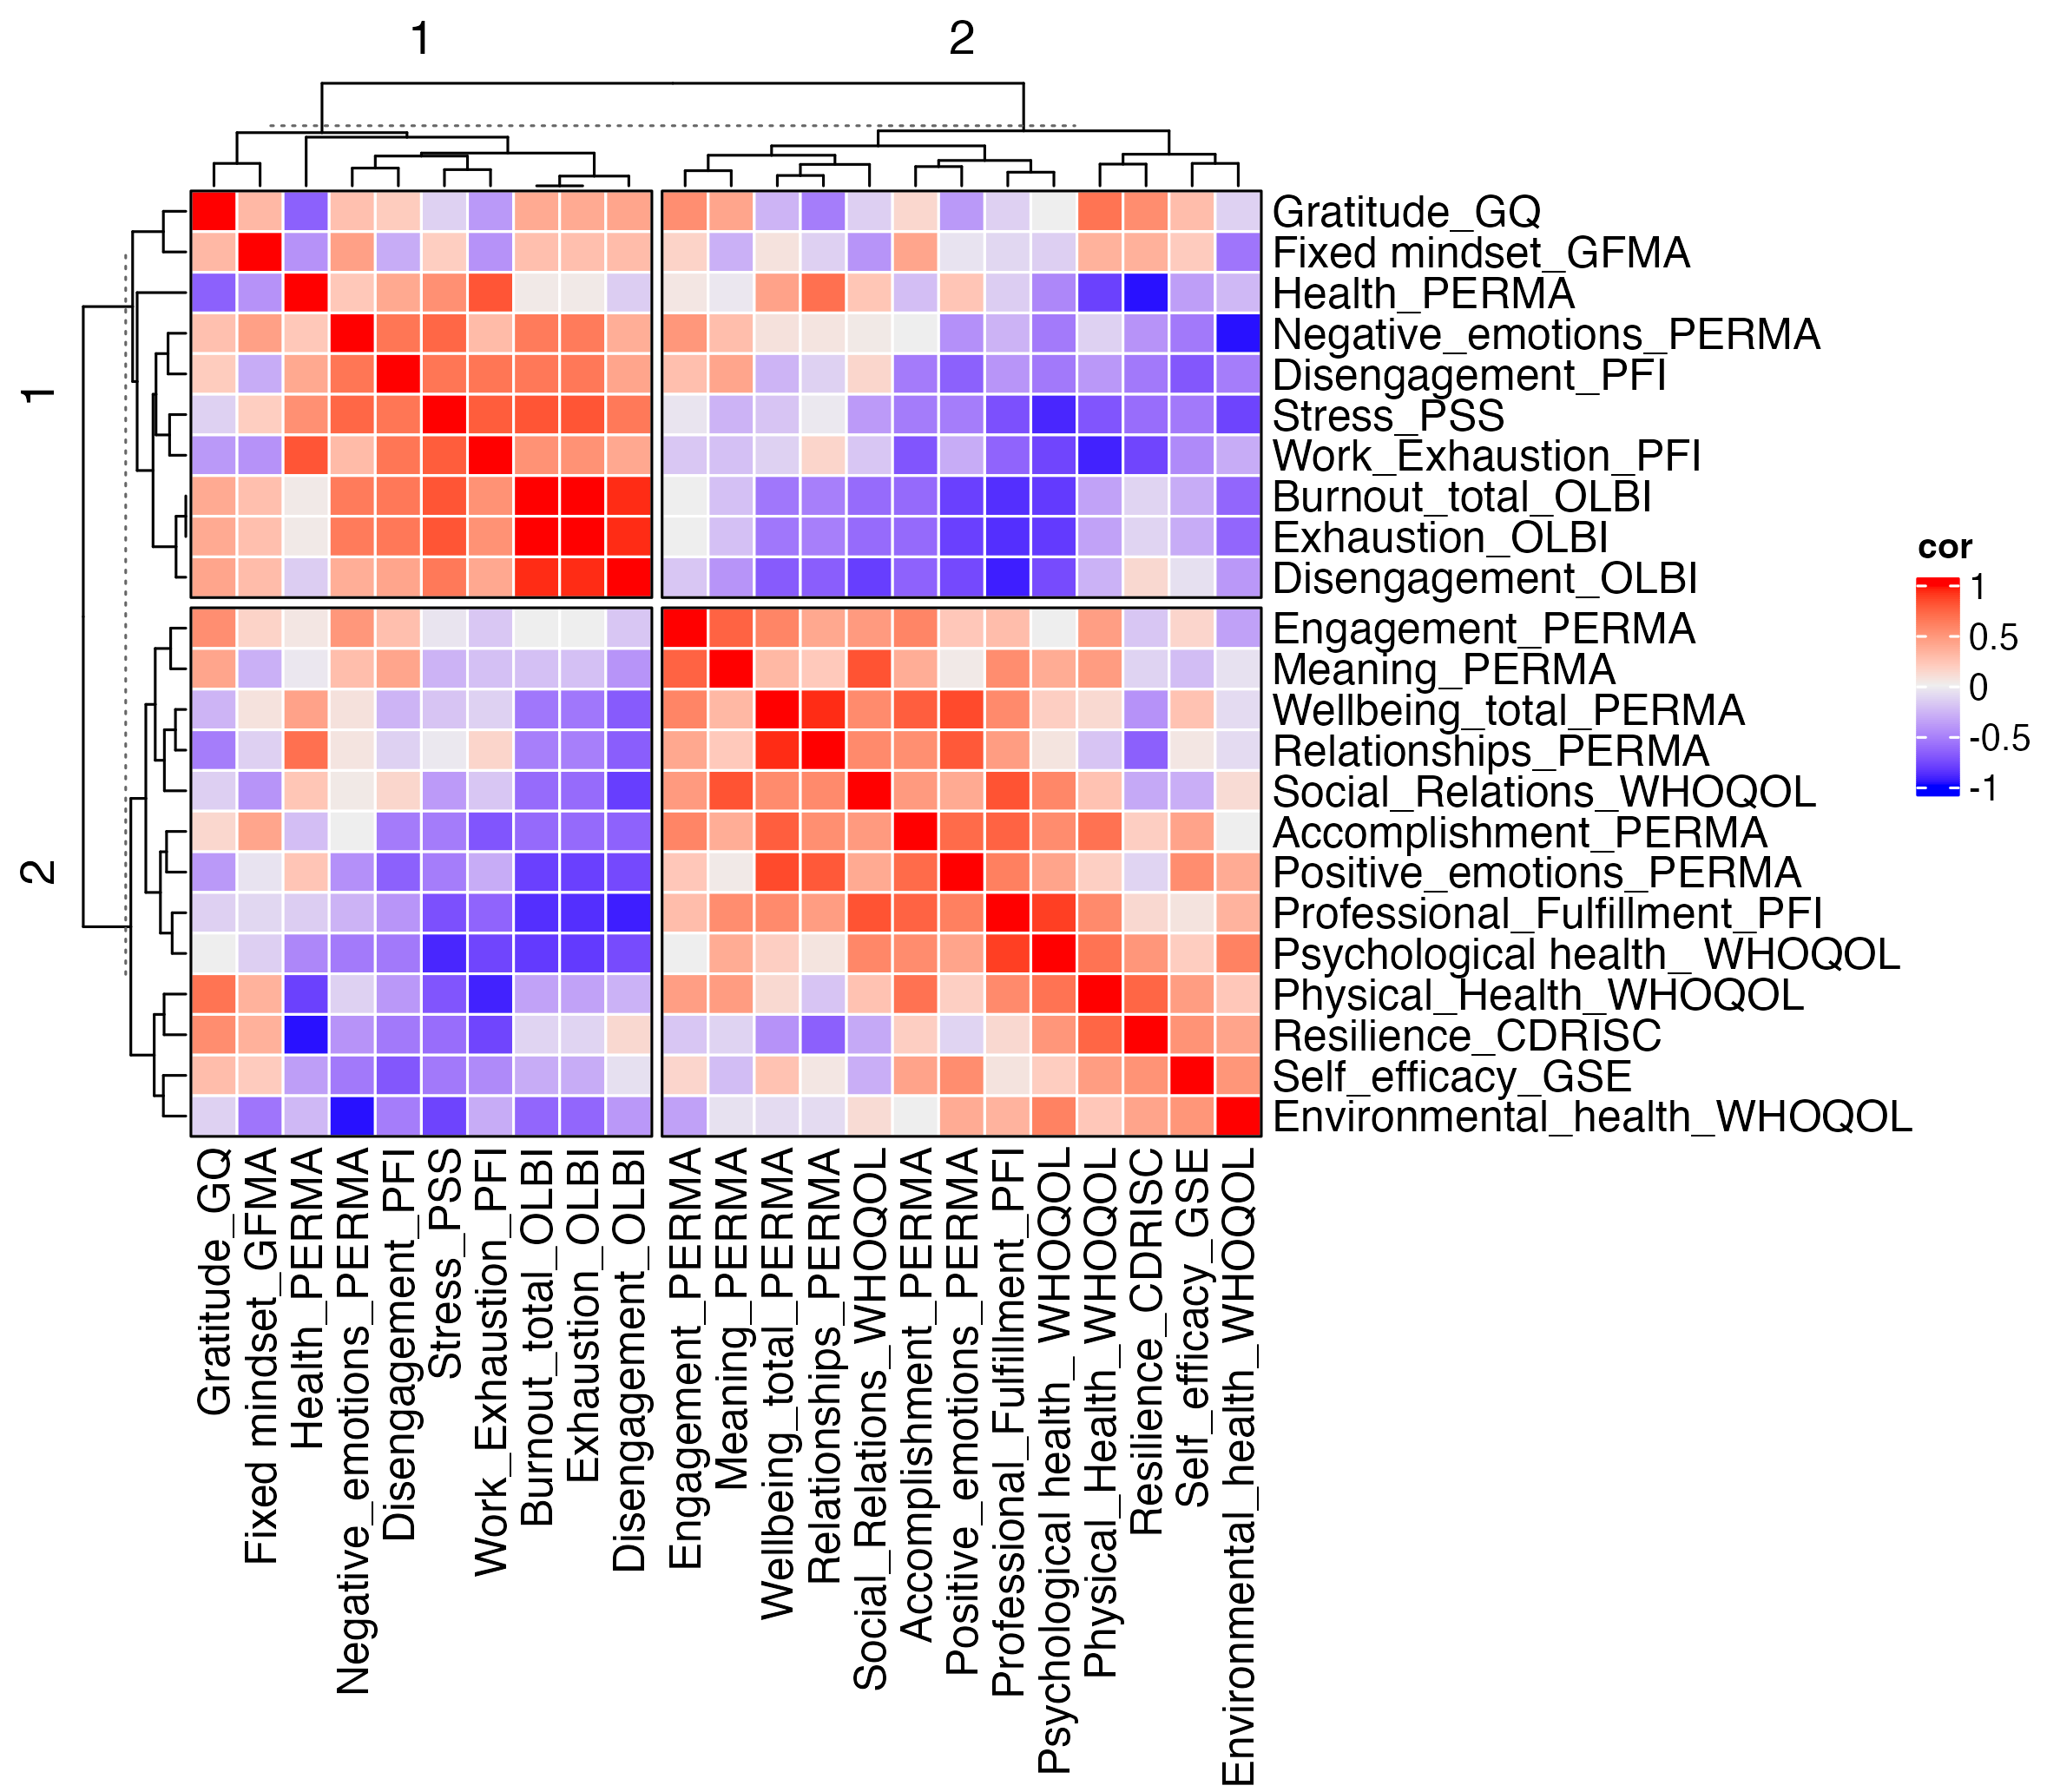 1
2
1
2
Gratitude_GQ
Fixed mindset_GFMA
Health_PERMA
Negative_emotions_PERMA
Disengagement_PFI
Stress_PSS
Work_Exhaustion_PFI
Burnout_total_OLBI
Exhaustion_OLBI
Disengagement_OLBI
Engagement_PERMA
Meaning_PERMA
Wellbeing_total_PERMA
Relationships_PERMA
Social_Relations_WHOQOL
Accomplishment_PERMA
Positive_emotions_PERMA
Professional_Fulfillment_PFI
Psychological health_ WHOQOL
Physical_Health_WHOQOL
Resilience_CDRISC
Self_efficacy_GSE
Environmental_health_WHOQOL
cor
1
0.5
0
-0.5
-1
Gratitude_GQ
Fixed mindset_GFMA
Health_PERMA
Negative_emotions_PERMA
Disengagement_PFI
Stress_PSS
Work_Exhaustion_PFI
Burnout_total_OLBI
Exhaustion_OLBI
Disengagement_OLBI
Engagement_PERMA
Meaning_PERMA
Wellbeing_total_PERMA
Relationships_PERMA
Social_Relations_WHOQOL
Accomplishment_PERMA
Positive_emotions_PERMA
Professional_Fulfillment_PFI
Psychological health_ WHOQOL
Physical_Health_WHOQOL
Resilience_CDRISC
Self_efficacy_GSE
Environmental_health_WHOQOL